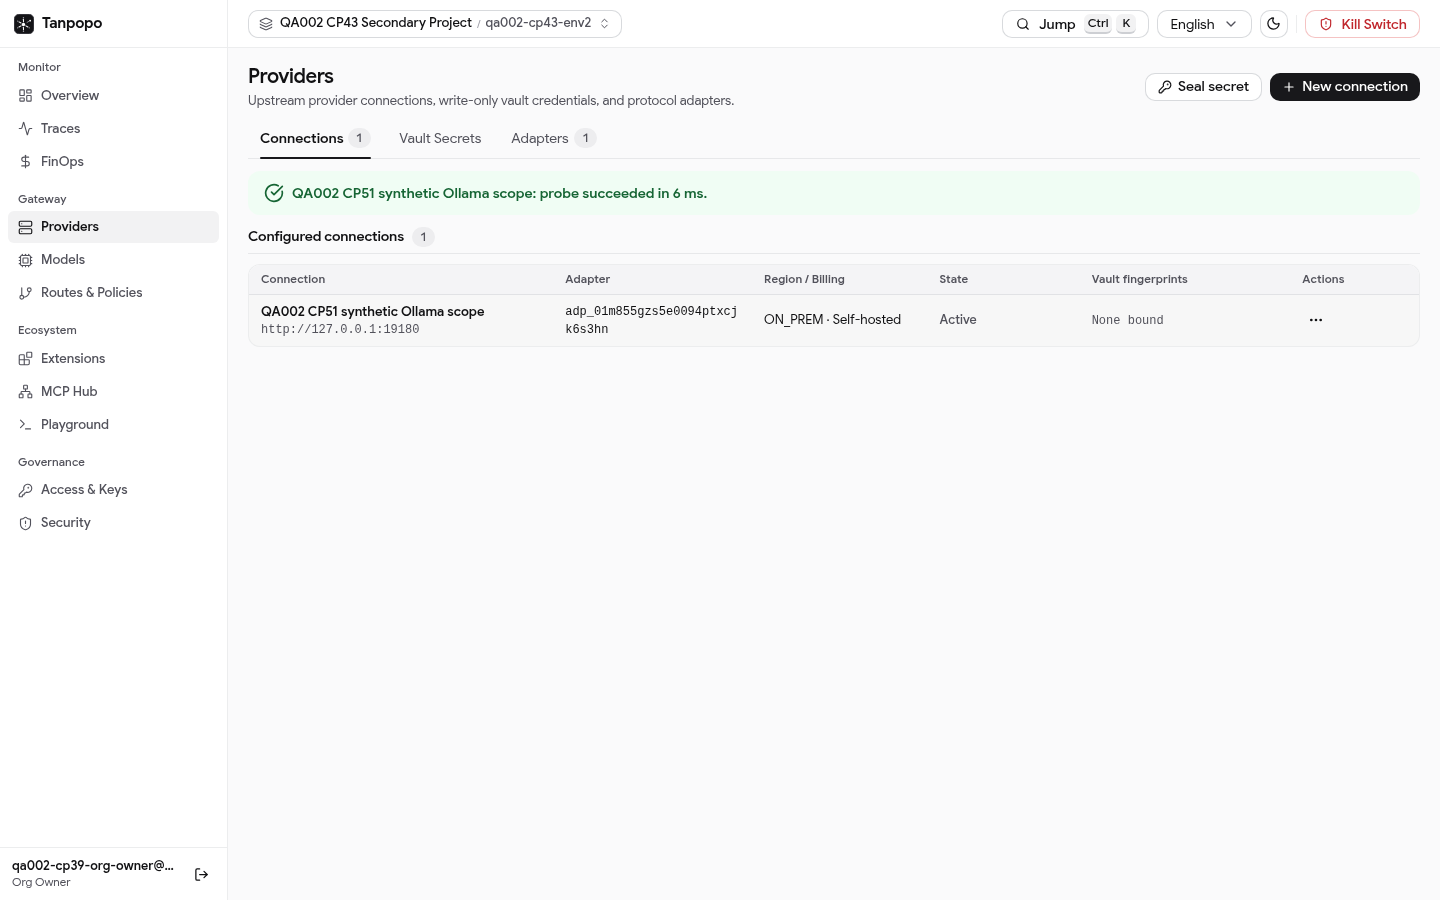 Tanpopo
QA002 CP43 Secondary Project / qa002-cp43-env2
Jump Ctrl K
English
Kill Switch
Monitor
Overview
Traces
FinOps
Gateway
Providers
Models
Routes & Policies
Ecosystem
Extensions
MCP Hub
Playground
Governance
Access & Keys
Security
qa002-cp39-org-owner@...
Org Owner
Providers
Upstream provider connections, write-only vault credentials, and protocol adapters.
Seal secret
New connection
Connections 1
Vault Secrets
Adapters 1
QA002 CP51 synthetic Ollama scope: probe succeeded in 6 ms.
Configured connections 1
Connection Adapter Region / Billing State Vault fingerprints Actions
QA002 CP51 synthetic Ollama scope
http://127.0.0.1:19180
adp_01m855gzs5e0094ptxcj
k6s3hn
ON_PREM · Self-hosted
Active
None bound